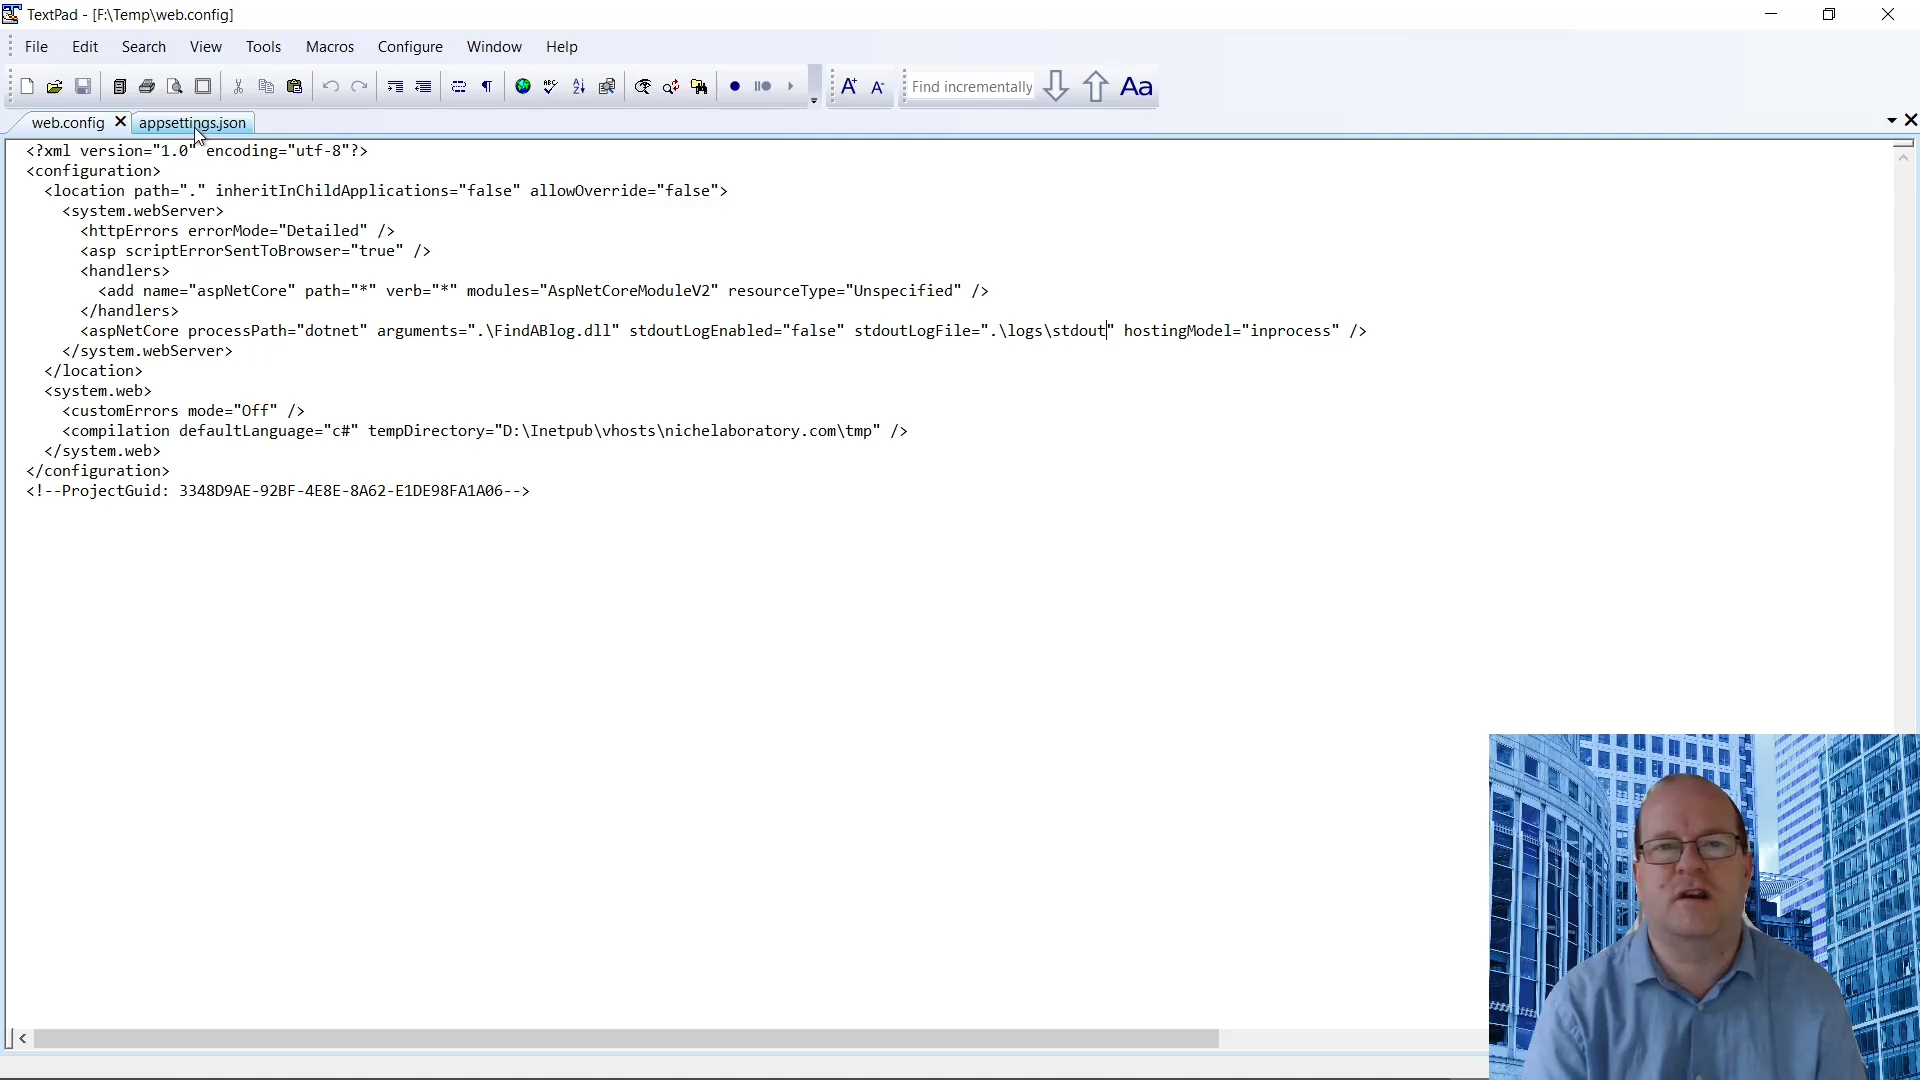 TextPad - [F:\Temp\web.config]
File Edit Search View Tools Macros Configure Window Help
Find incrementally Aa
web.config appsettings.json
<?xml version="1.0" encoding="utf-8"?>
<configuration>
<location path="." inheritInChildApplications="false" allowOverride="false">
<system.webServer>
<httpErrors errorMode="Detailed" />
<asp scriptErrorSentToBrowser="true" />
<handlers>
<add name="aspNetCore" path="*" verb="*" modules="AspNetCoreModuleV2" resourceType="Unspecified" />
</handlers>
<aspNetCore processPath="dotnet" arguments=".\FindABlog.dll" stdoutLogEnabled="false" stdoutLogFile=".\logs\stdout" hostingModel="inprocess" />
</system.webServer>
</location>
<system.web>
<customErrors mode="Off" />
<compilation defaultLanguage="c#" tempDirectory="D:\Inetpub\vhosts\nichelaboratory.com\tmp" />
</system.web>
</configuration>
<!--ProjectGuid: 3348D9AE-92BF-4E8E-8A62-E1DE98FA1A06-->